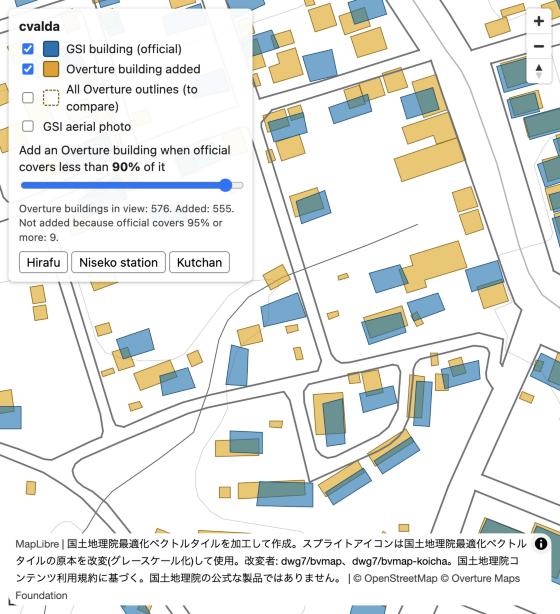 cvalda
GSI building (official)
Overture building added
All Overture outlines (to
compare)
GSI aerial photo
Add an Overture building when official
covers less than 90% of it
Overture buildings in view: 576. Added: 555.
Not added because official covers 95% or
more: 9.
Hirafu Niseko station Kutchan
MapLibre | 国土地理院最適化ベクトルタイルを加工して作成。スプライトアイコンは国土地理院最適化ベクトル
タイルの原本を改変(グレースケール化)して使用。改変者: dwg7/bvmap、dwg7/bvmap-koicha。国土地理院コ
ンテンツ利用規約に基づく。国土地理院の公式な製品ではありません。 | © OpenStreetMap © Overture Maps
Foundation